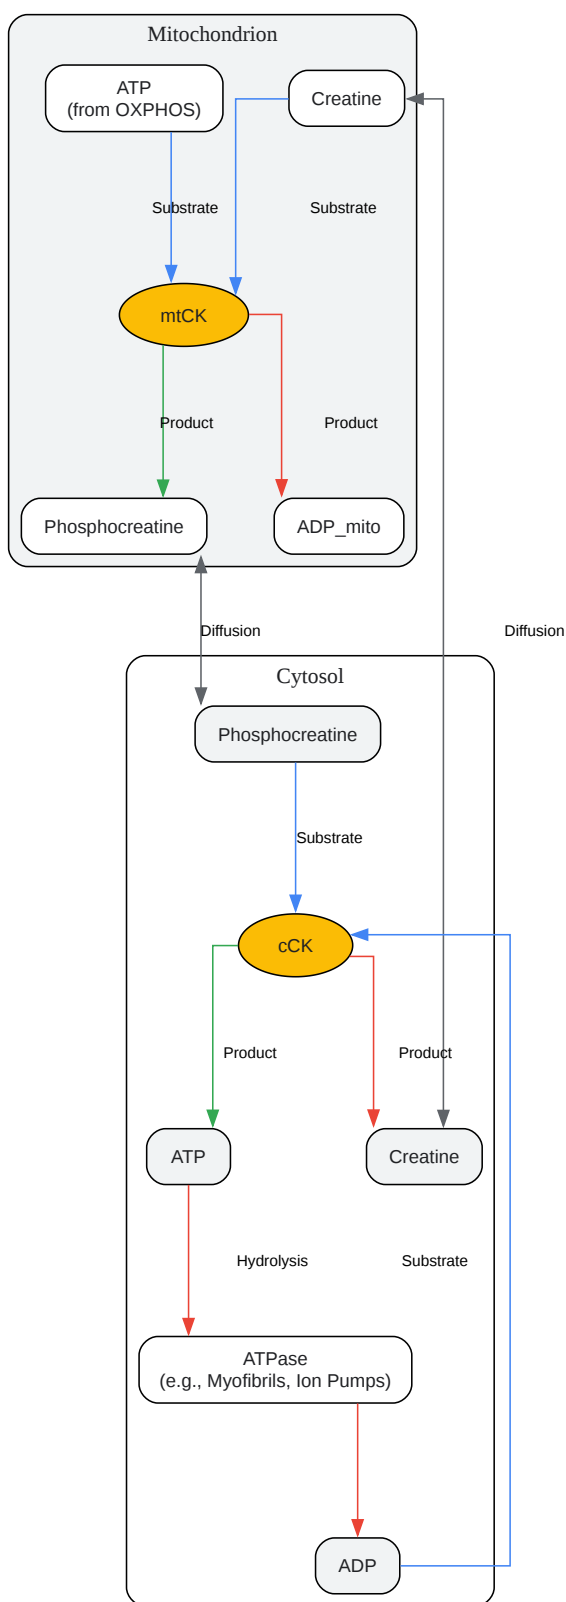 Mitochondrion
ATP
(from OXPHOS)
Creatine
Substrate
Substrate
mtCK
Product
Product
Phosphocreatine
ADP_mito
Diffusion
Diffusion
Cytosol
Phosphocreatine
Substrate
cCK
Product
Product
ATP
Creatine
Hydrolysis
Substrate
ATPase
(e.g., Myofibrils, Ion Pumps)
ADP